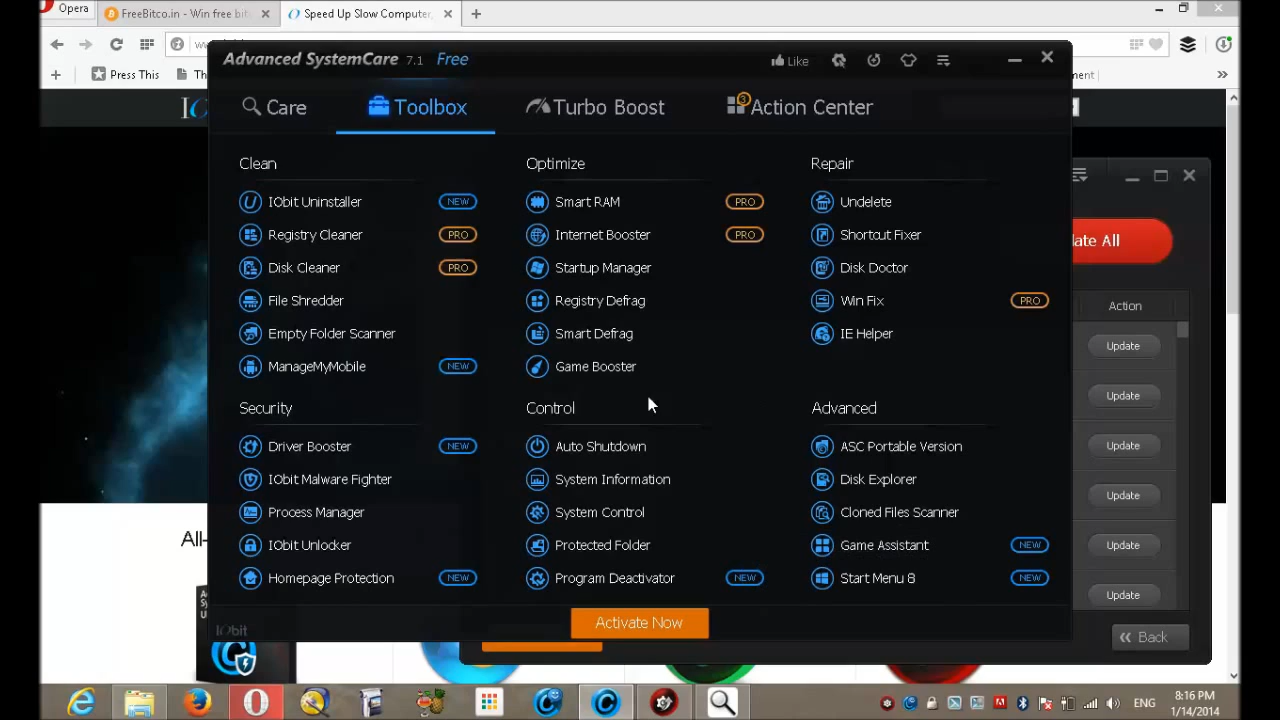 Opera
FreeBitco.in - Win free bit
Speed Up Slow Computer,
Press This
Advanced SystemCare 7.1 Free
Like
Care
Toolbox
Turbo Boost
3
Action Center
Clean
IObit Uninstaller NEW
Registry Cleaner PRO
Disk Cleaner PRO
File Shredder
Empty Folder Scanner
ManageMyMobile NEW
Optimize
Smart RAM PRO
Internet Booster PRO
Startup Manager
Registry Defrag
Smart Defrag
Game Booster
Repair
Undelete
Shortcut Fixer
Disk Doctor
Win Fix PRO
IE Helper
Security
Driver Booster NEW
IObit Malware Fighter
Process Manager
IObit Unlocker
Homepage Protection NEW
Control
Auto Shutdown
System Information
System Control
Protected Folder
Program Deactivator NEW
Advanced
ASC Portable Version
Disk Explorer
Cloned Files Scanner
Game Assistant NEW
Start Menu 8 NEW
IObit
Activate Now
late All
Action
Update
Update
Update
Update
Update
Update
Back
All-
ENG
8:16 PM
1/14/2014